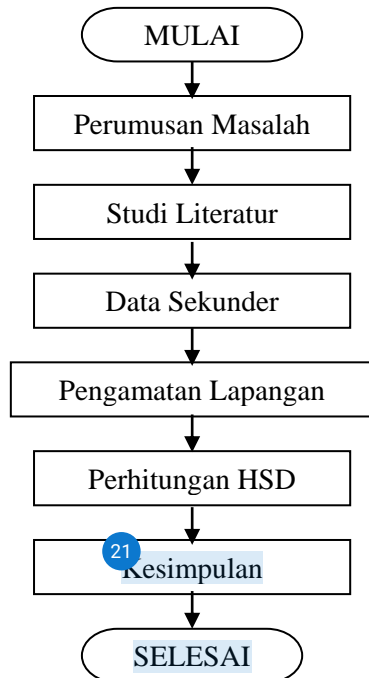 MULAI
Perumusan Masalah
Studi Literatur
Data Sekunder
Pengamatan Lapangan
Perhitungan HSD
21
Kesimpulan
SELESAI